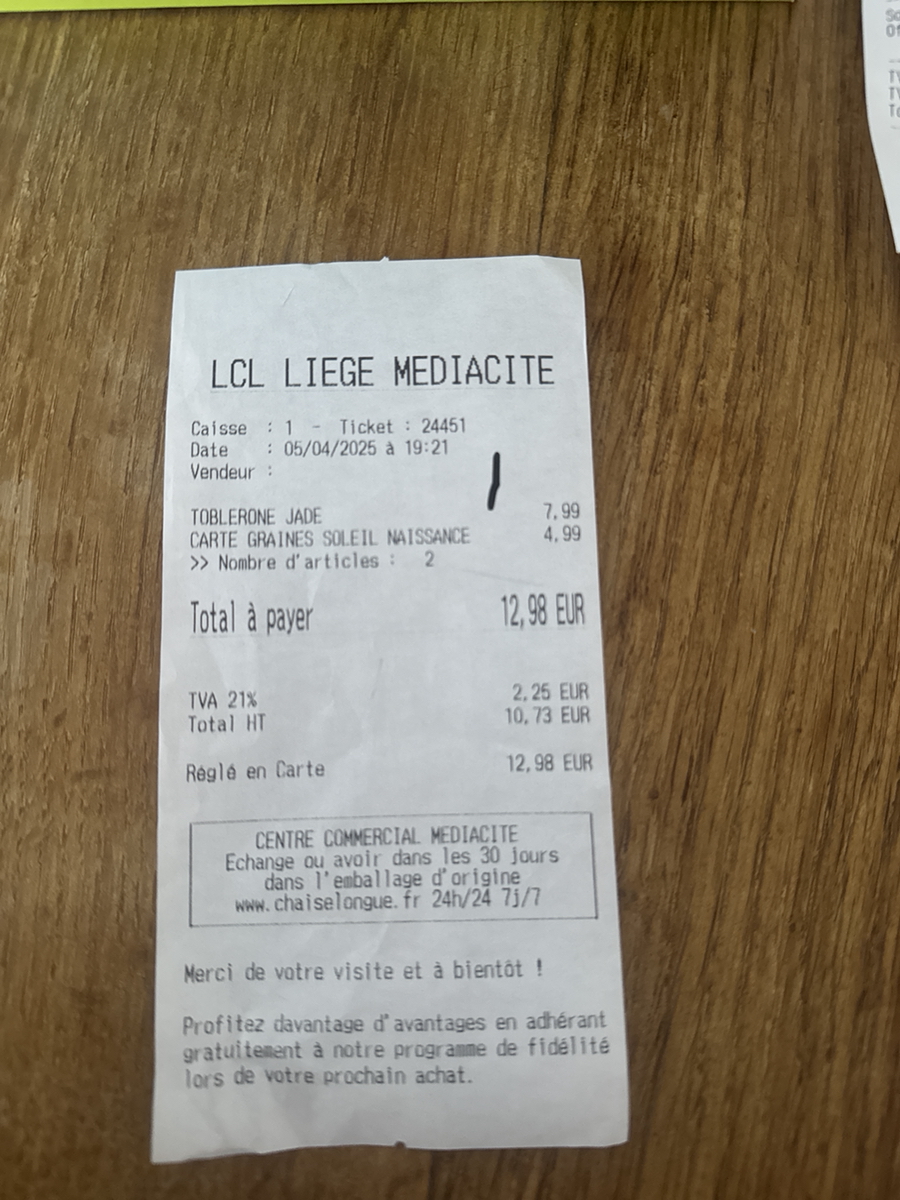 LCL LIEGE MEDIACITE
Caisse : 1 - Ticket : 24451
Date : 05/04/2025 à 19:21
Vendeur :
TOBLERONE JADE 7,99
CARTE GRAINES SOLEIL NAISSANCE 4,99
>> Nombre d'articles : 2
Total à payer 12,98 EUR
TVA 21% 2,25 EUR
Total HT 10,73 EUR
Réglé en Carte 12,98 EUR
CENTRE COMMERCIAL MEDIACITE
Echange ou avoir dans les 30 jours
dans l'emballage d'origine
www.chaiselongue.fr 24h/24 7j/7
Merci de votre visite et à bientôt !
Profitez davantage d'avantages en adhérant
gratuitement à notre programme de fidélité
lors de votre prochain achat.